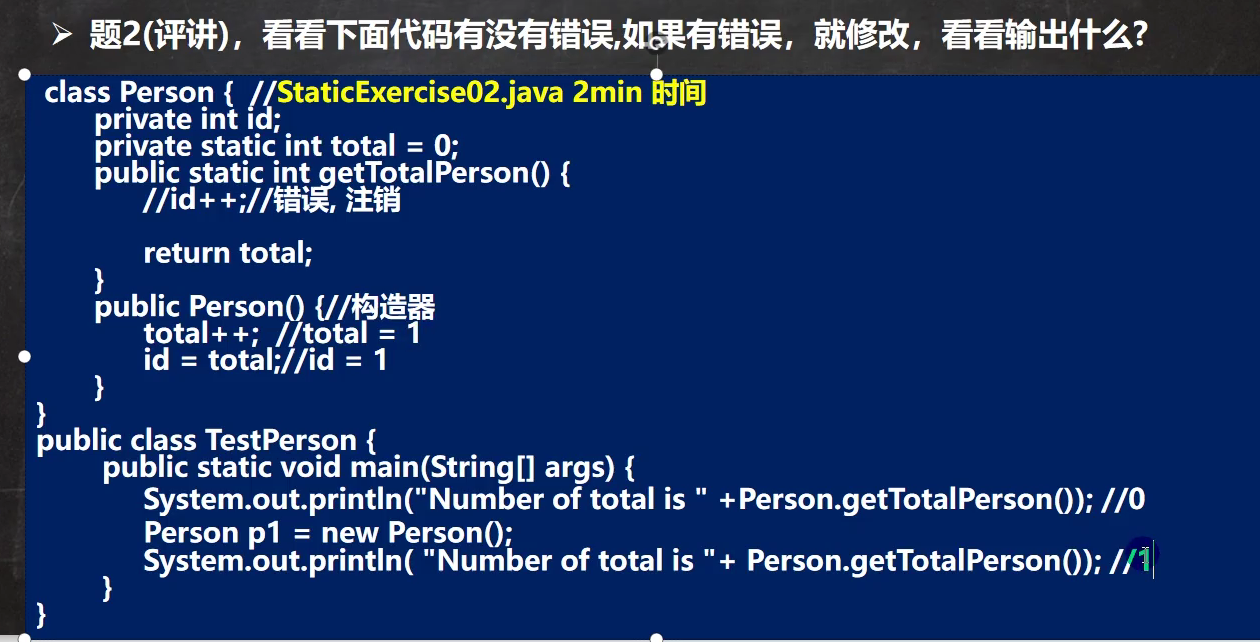 ➢ 题2(评讲)，看看下面代码有没有错误,如果有错误，就修改，看看输出什么?
class Person { //StaticExercise02.java 2min 时间
private int id;
private static int total = 0;
public static int getTotalPerson() {
//id++;//错误, 注销
return total;
}
public Person() {//构造器
total++; //total = 1
id = total;//id = 1
}
}
public class TestPerson {
public static void main(String[] args) {
System.out.println("Number of total is " +Person.getTotalPerson()); //0
Person p1 = new Person();
System.out.println( "Number of total is "+ Person.getTotalPerson()); //1
}
}